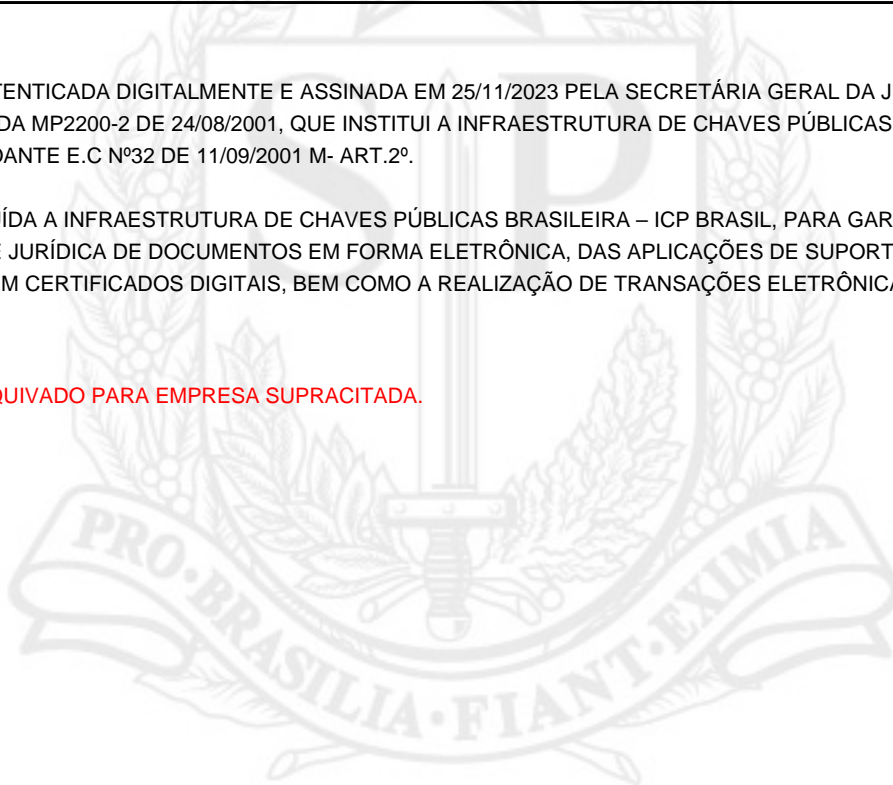 TENTICADA DIGITALMENTE E ASSINADA EM 25/11/2023 PELA SECRETÁRIA GERAL DA J
DA MP2200-2 DE 24/08/2001, QUE INSTITUI A INFRAESTRUTURA DE CHAVES PÚBLICAS
DANTE E.C Nº32 DE 11/09/2001 M- ART.2º.
UÍDA A INFRAESTRUTURA DE CHAVES PÚBLICAS BRASILEIRA – ICP BRASIL, PARA GAR
E JURÍDICA DE DOCUMENTOS EM FORMA ELETRÔNICA, DAS APLICAÇÕES DE SUPORT
M CERTIFICADOS DIGITAIS, BEM COMO A REALIZAÇÃO DE TRANSAÇÕES ELETRÔNICA
QUIVADO PARA EMPRESA SUPRACITADA.
SP
PRO·BRASILIA·FIANT·EXIMIA